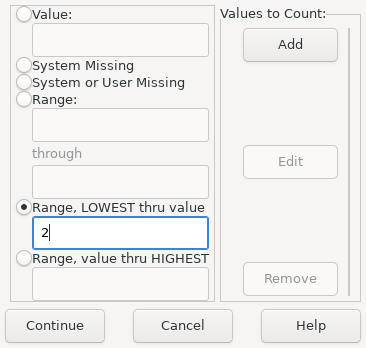 Value:
System Missing
System or User Missing
Range:
through
Range, LOWEST thru value
2
Range, value thru HIGHEST
Values to Count:
Add
Edit
Remove
Continue
Cancel
Help